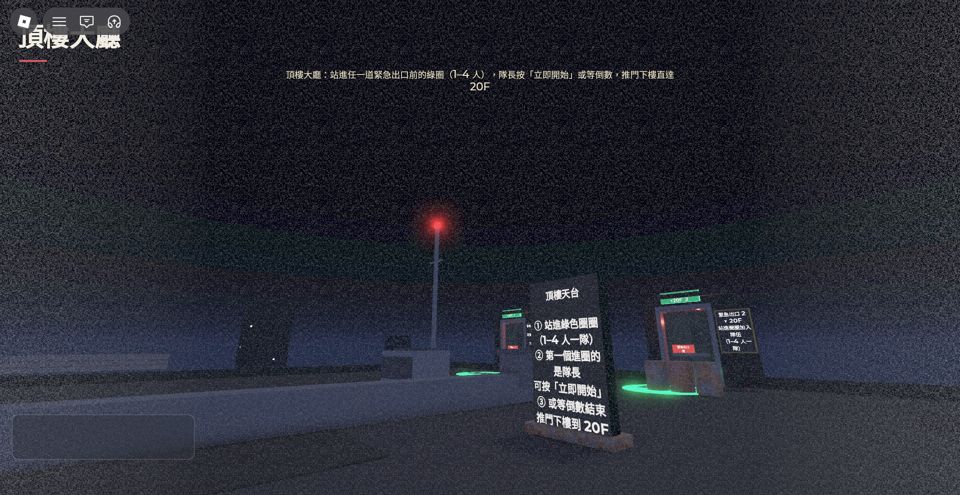 頂樓大廳
頂樓大廳：站進任一道緊急出口前的綠圈（1–4 人），隊長按「立即開始」或等倒數，推門下樓直達
20F
頂樓天台
① 站進綠色圈圈
（1–4 人一隊）
② 第一個進圈的
是隊長
可按「立即開始」
③ 或等倒數結束
推門下樓到 20F
緊急出口 2
▼ 20F
站進圈圈加入
隊伍
（1–4 人一
隊）